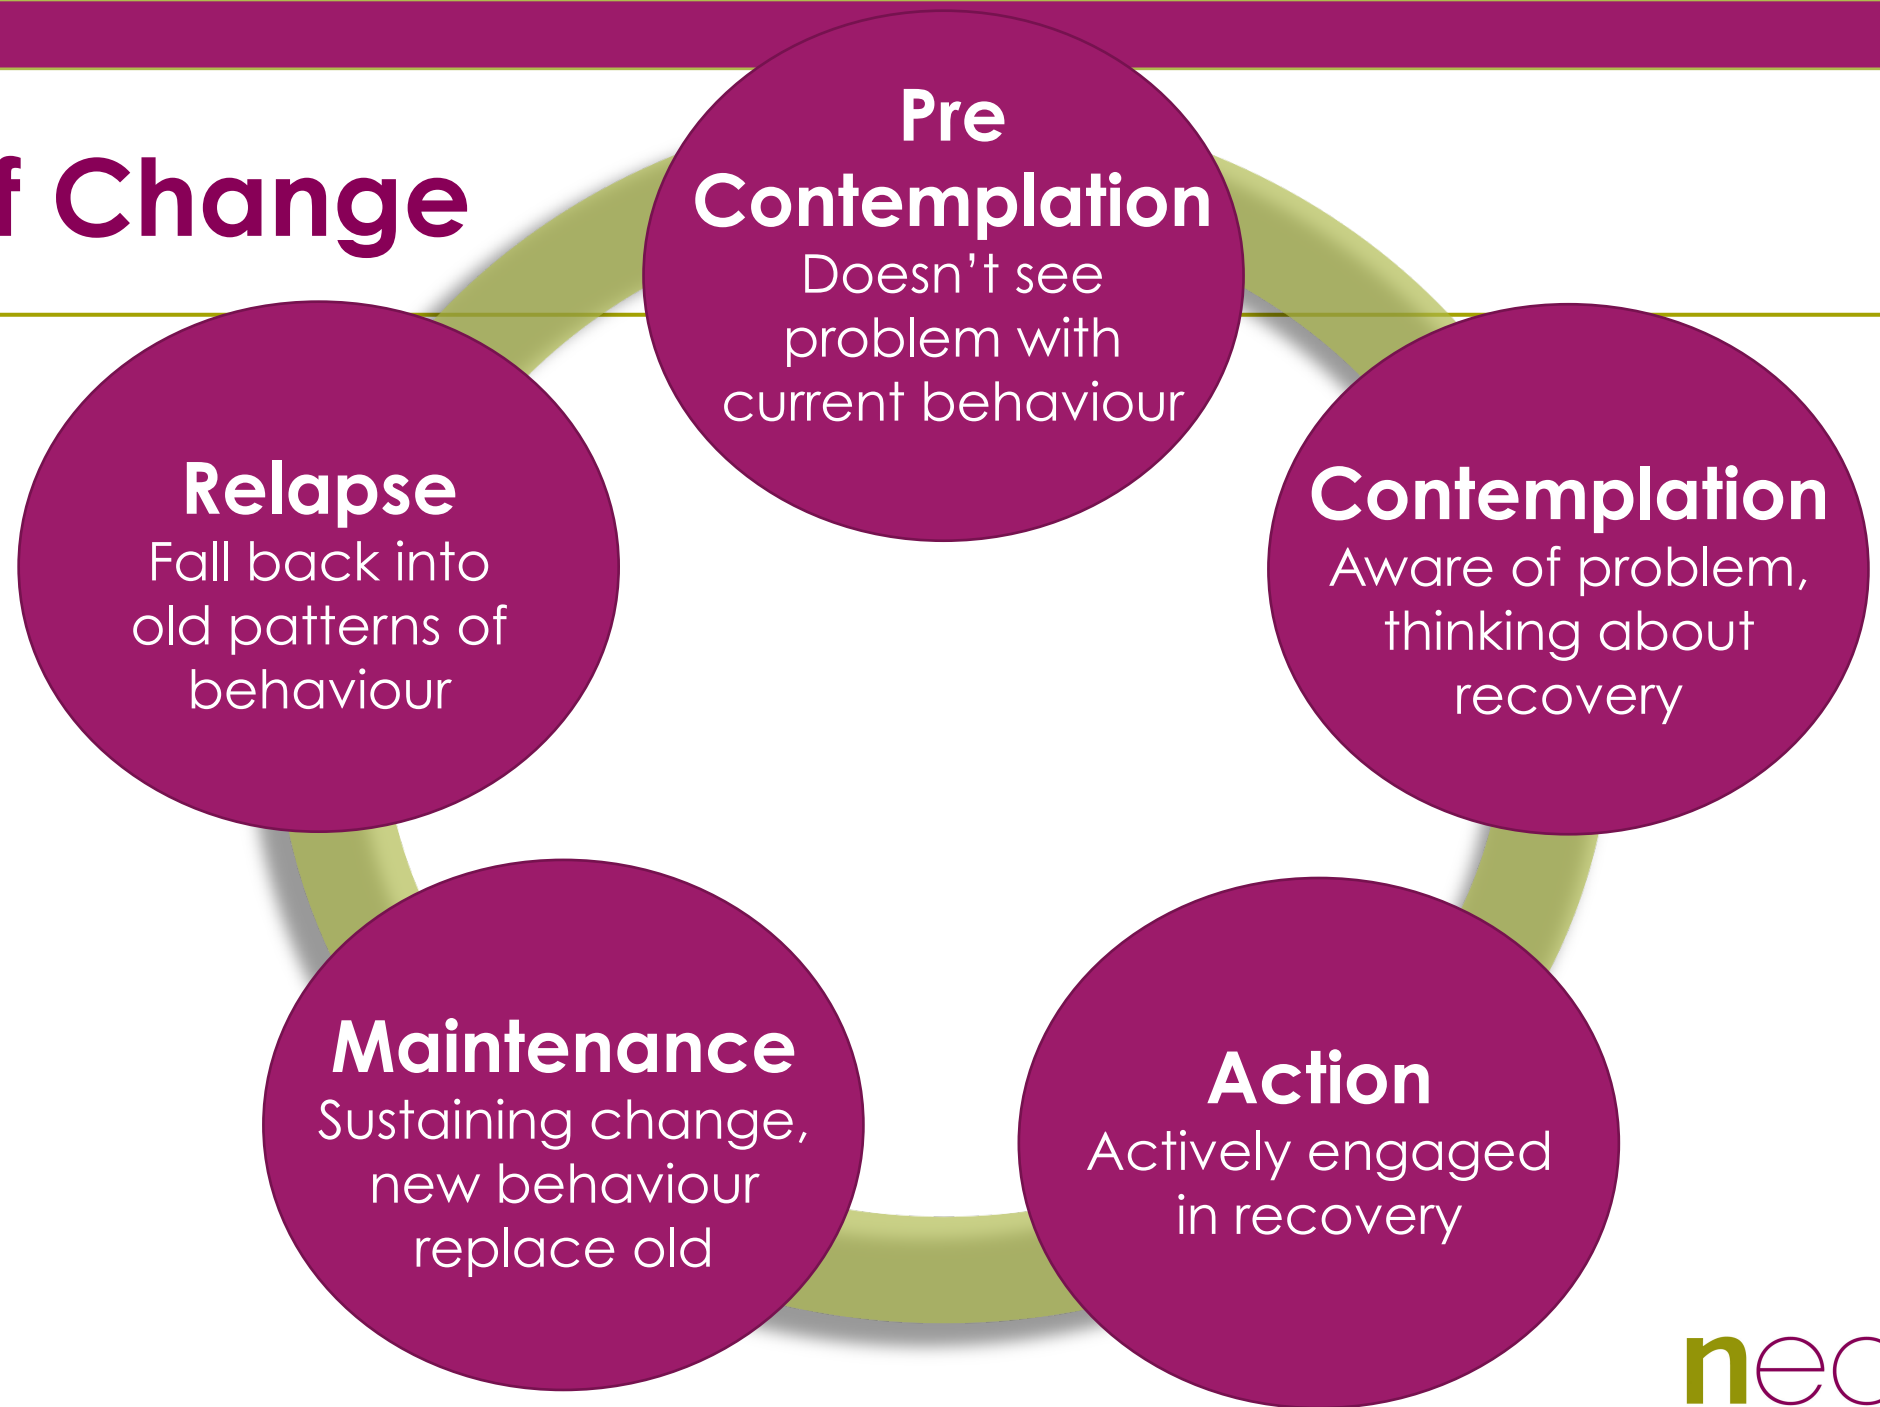 f Change
Pre
Contemplation
Doesn’t see
problem with
current behaviour
Contemplation
Aware of problem,
thinking about
recovery
Action
Actively engaged
in recovery
Maintenance
Sustaining change,
new behaviour
replace old
Relapse
Fall back into
old patterns of
behaviour